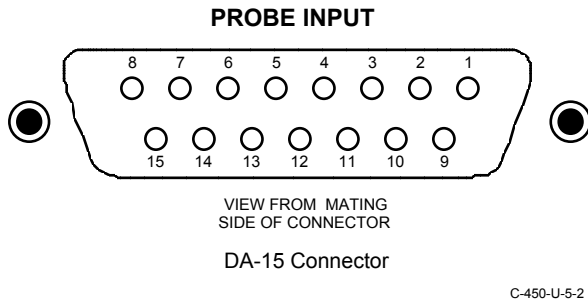 PROBE INPUT
8 7 6 5 4 3 2 1
15 14 13 12 11 10 9
VIEW FROM MATING
SIDE OF CONNECTOR
DA-15 Connector
C-450-U-5-2